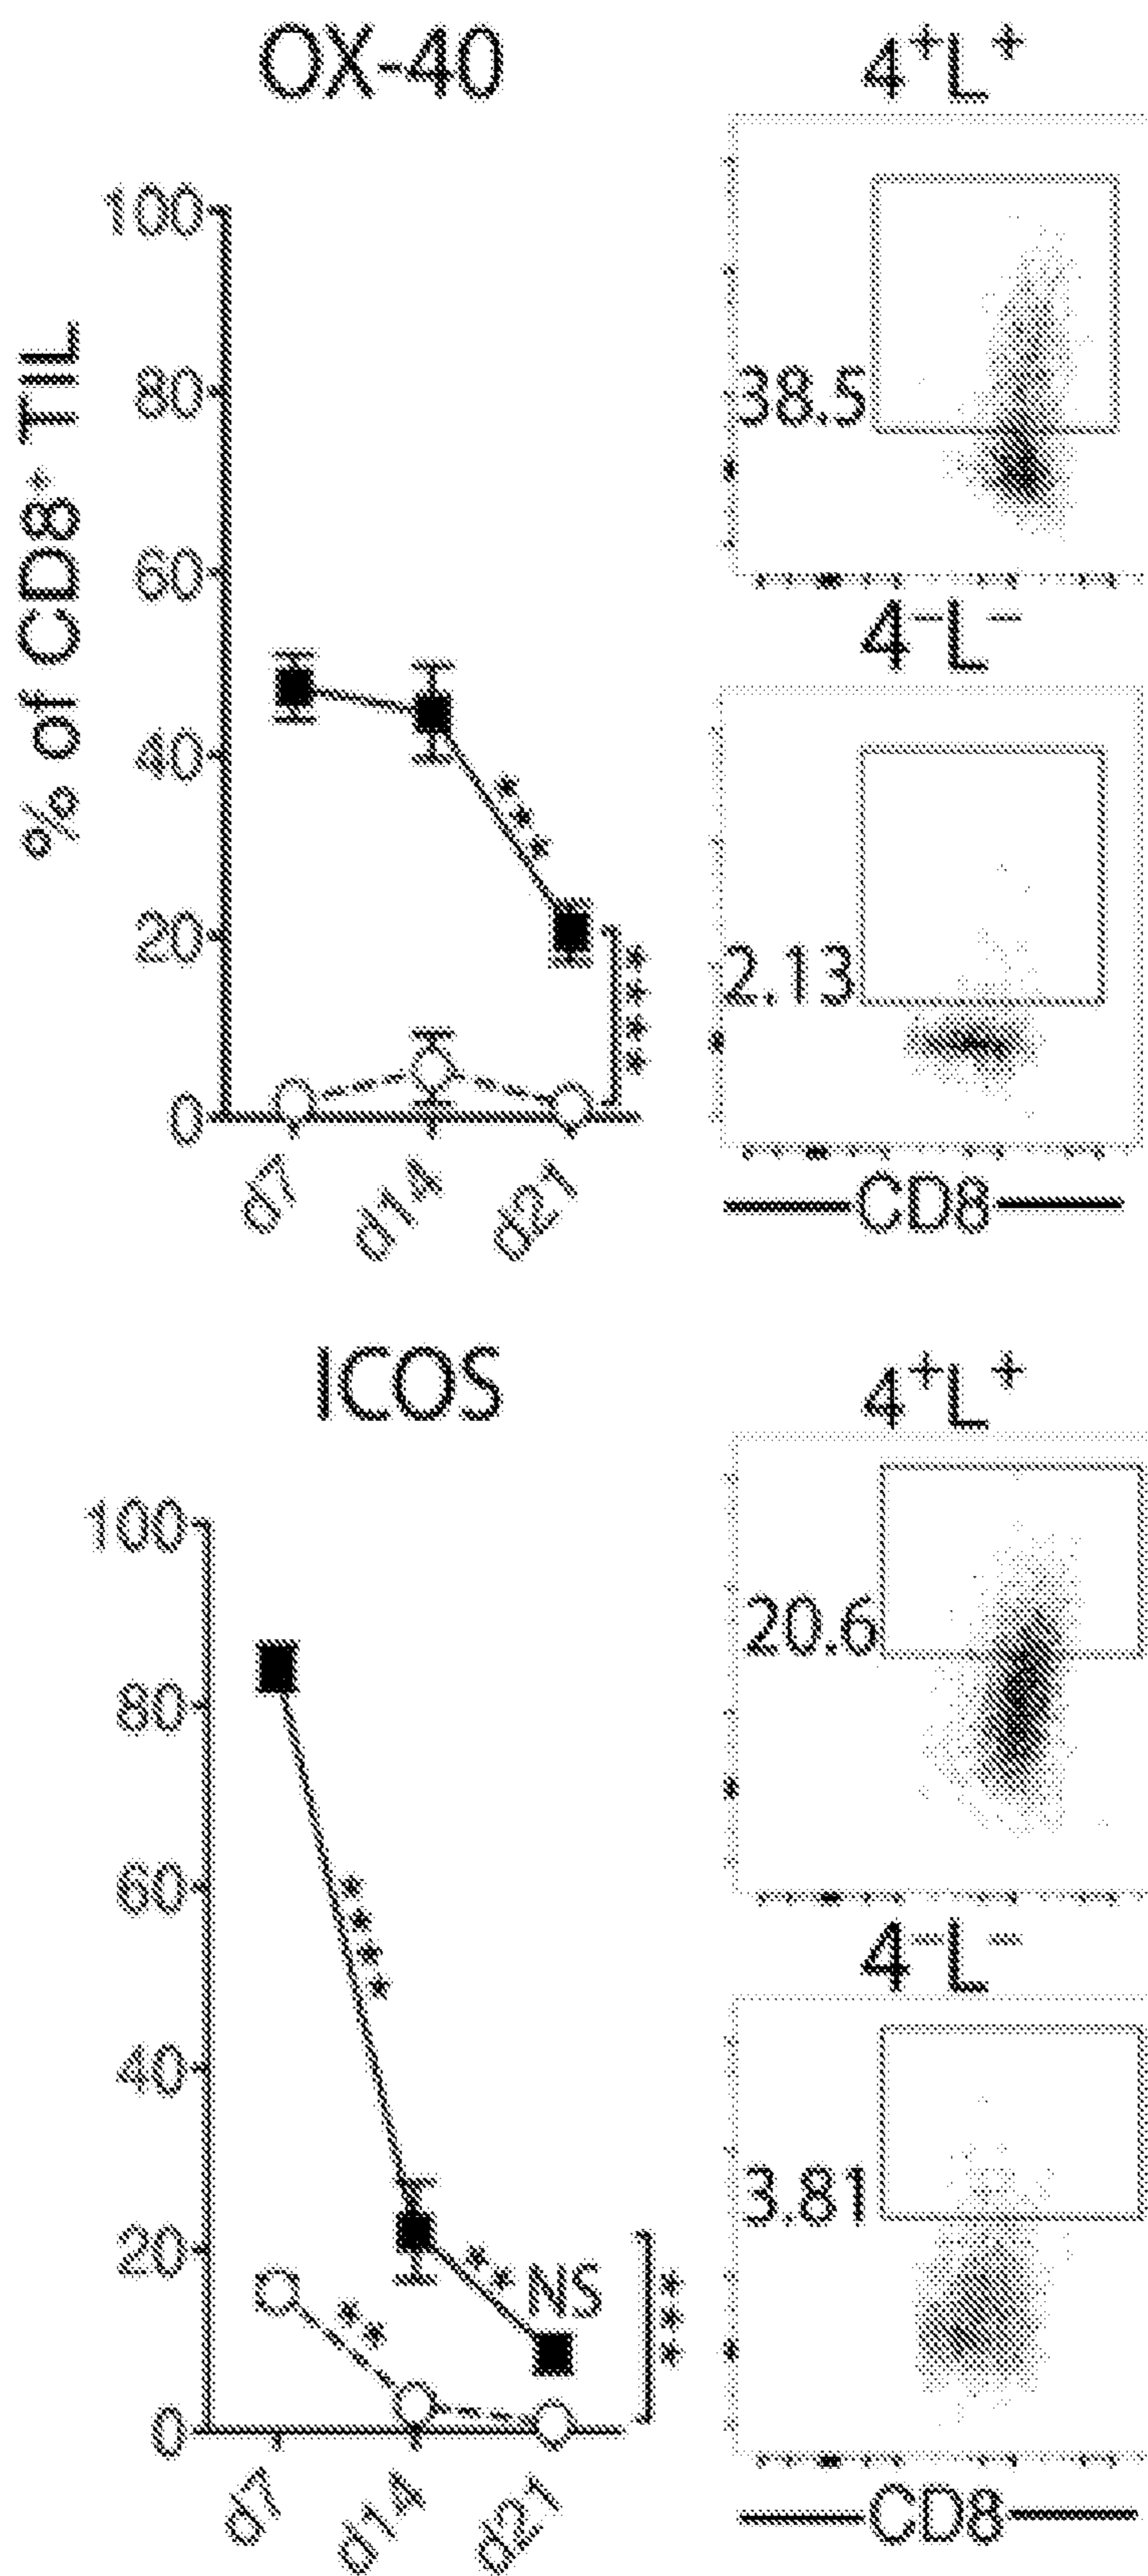 OX-40
4⁺L⁺
% of CD8⁺ TIL
100
80
60
40
20
0
d7
d14
d21
***
****
38.5
4⁻L⁻
2.13
CD8
ICOS
4⁺L⁺
100
80
60
40
20
0
d7
d14
d21
****
**
**
NS
***
20.6
4⁻L⁻
3.81
CD8